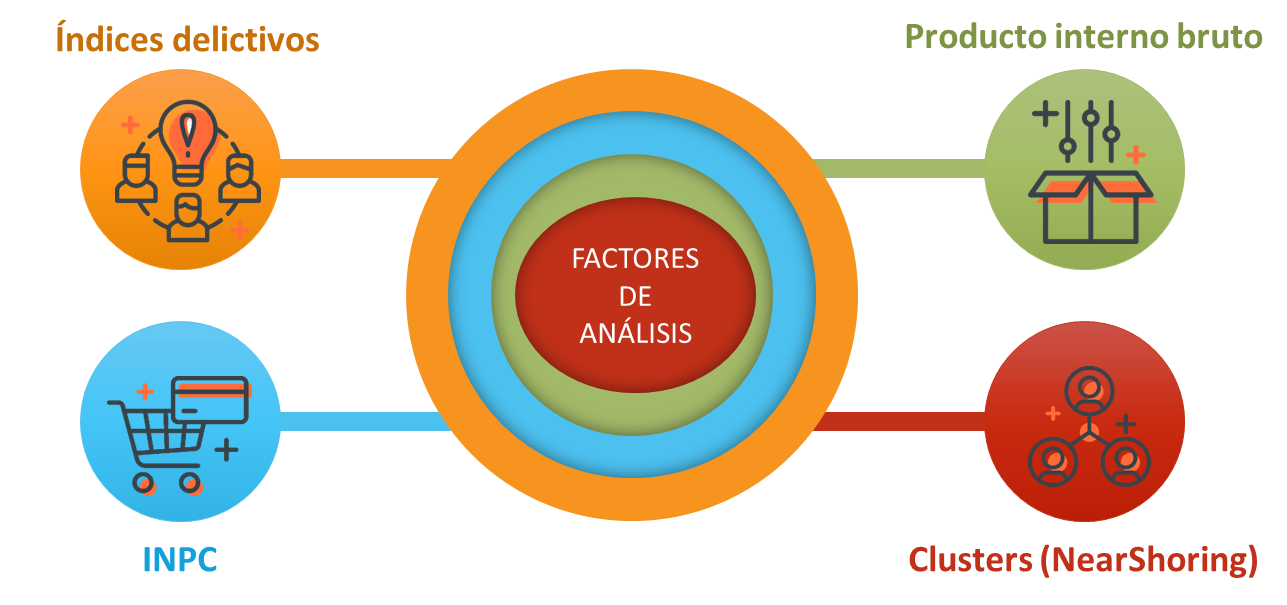 Índices delictivos
Producto interno bruto
FACTORES
DE
ANÁLISIS
INPC
Clusters (NearShoring)